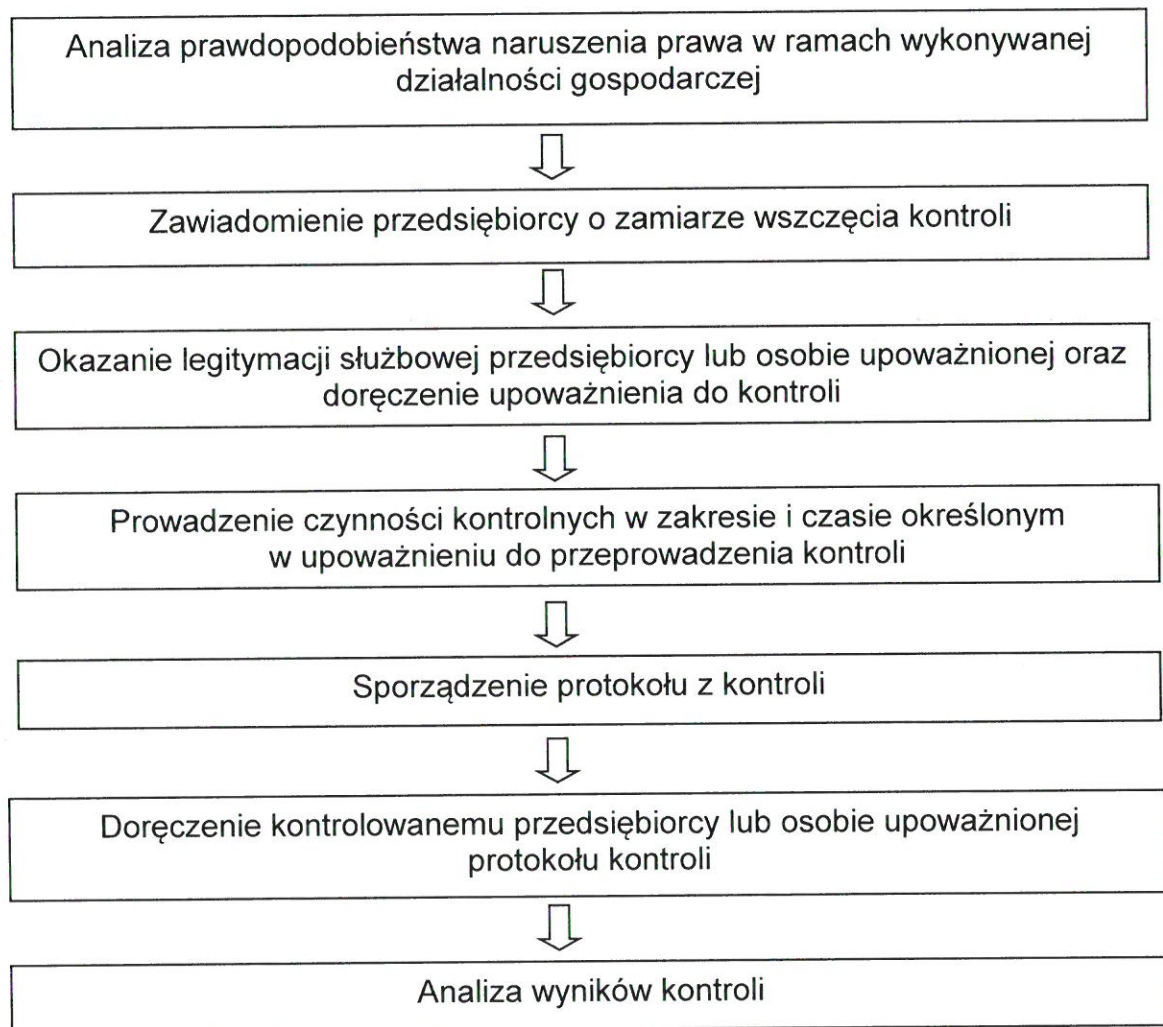 Analiza prawdopodobieństwa naruszenia prawa w ramach wykonywanej
działalności gospodarczej
Zawiadomienie przedsiębiorcy o zamiarze wszczęcia kontroli
Okazanie legitymacji służbowej przedsiębiorcy lub osobie upoważnionej oraz
doręczenie upoważnienia do kontroli
Prowadzenie czynności kontrolnych w zakresie i czasie określonym
w upoważnieniu do przeprowadzenia kontroli
Sporządzenie protokołu z kontroli
Doręczenie kontrolowanemu przedsiębiorcy lub osobie upoważnionej
protokołu kontroli
Analiza wyników kontroli